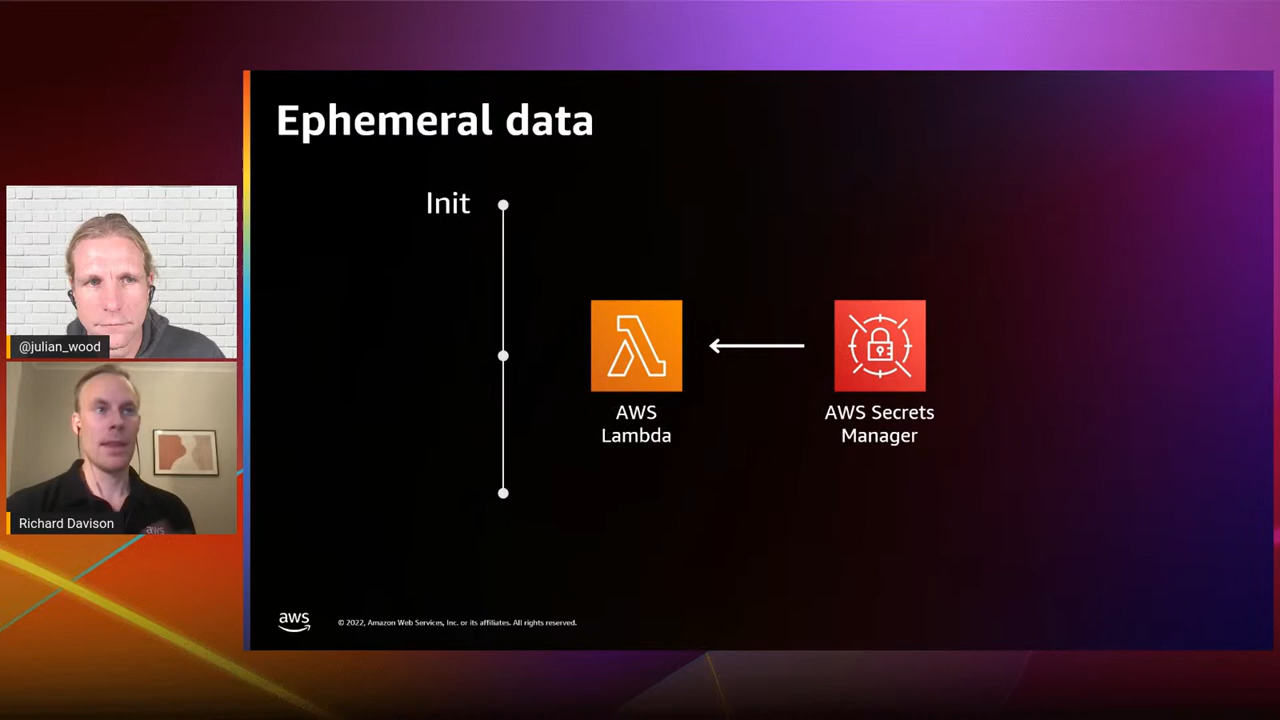 Ephemeral data
Init
@julian_wood
AWS
Lambda
AWS Secrets
Manager
Richard Davison
aws
aws
© 2022, Amazon Web Services, Inc. or its affiliates. All rights reserved.